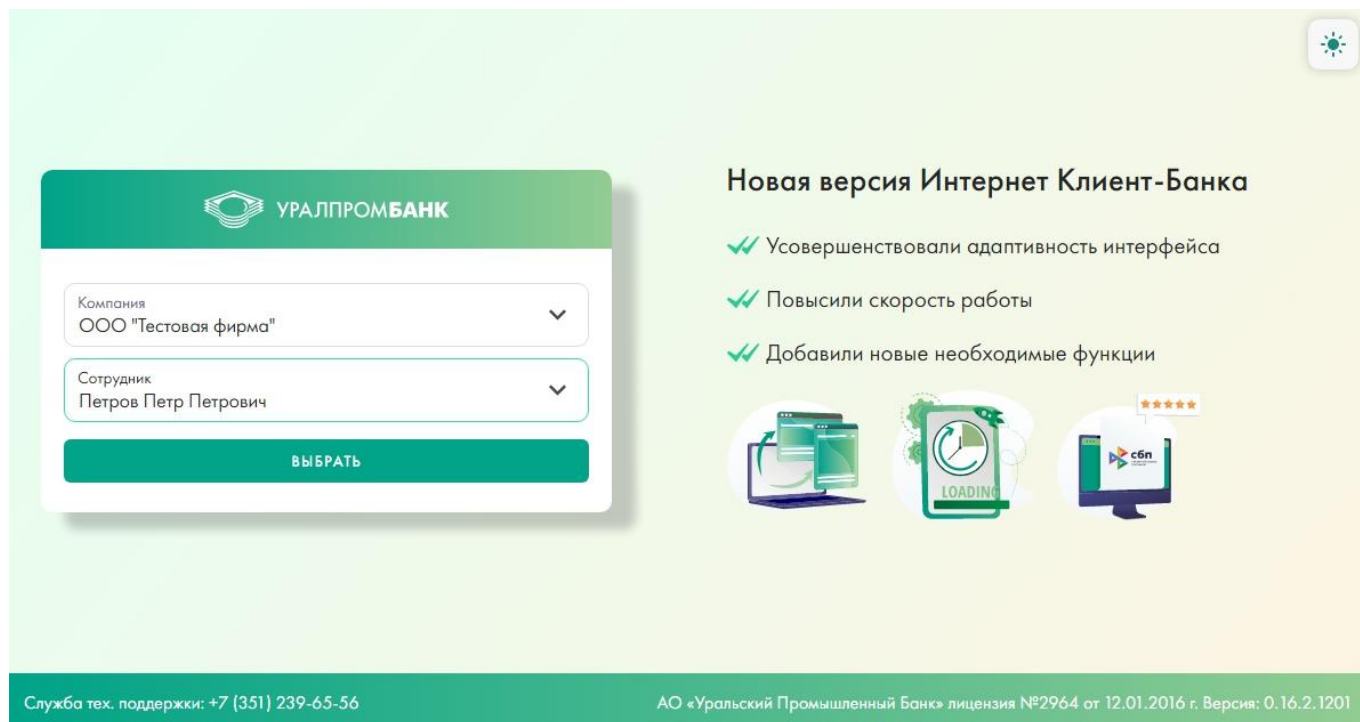 УРАЛПРОМБАНК
Компания
ООО "Тестовая фирма"
Сотрудник
Петров Петр Петрович
ВЫБРАТЬ
Новая версия Интернет Клиент-Банка
Усовершенствовали адаптивность интерфейса
Повысили скорость работы
Добавили новые необходимые функции
LOADING
сбп
Служба тех. поддержки: +7 (351) 239-65-56
АО «Уральский Промышленный Банк» лицензия №2964 от 12.01.2016 г. Версия: 0.16.2.1201